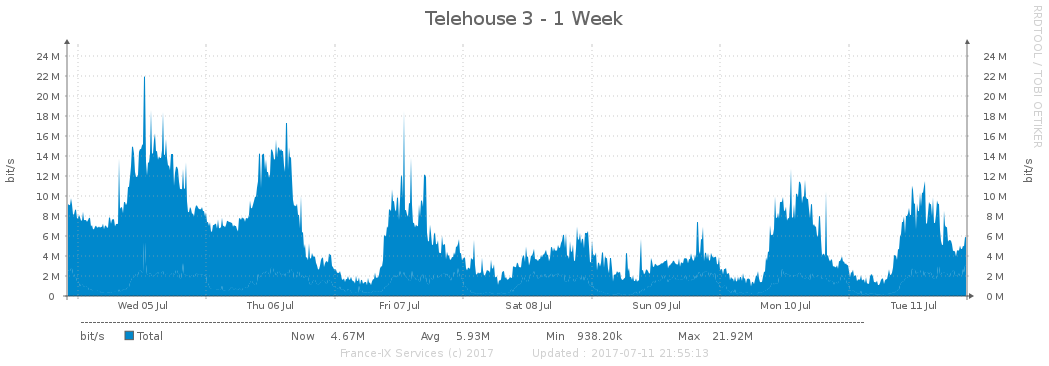 Telehouse 3 - 1 Week
RRDTOOL / TOBI OETIKER
bit/s
bit/s
24 M 24 M
22 M 22 M
20 M 20 M
18 M 18 M
16 M 16 M
14 M 14 M
12 M 12 M
10 M 10 M
8 M 8 M
6 M 6 M
4 M 4 M
2 M 2 M
0 0 M
Wed 05 Jul Thu 06 Jul Fri 07 Jul Sat 08 Jul Sun 09 Jul Mon 10 Jul Tue 11 Jul
bit/s Total Now 4.67M Avg 5.93M Min 938.20k Max 21.92M
France-IX Services (c) 2017 Updated : 2017-07-11 21:55:13